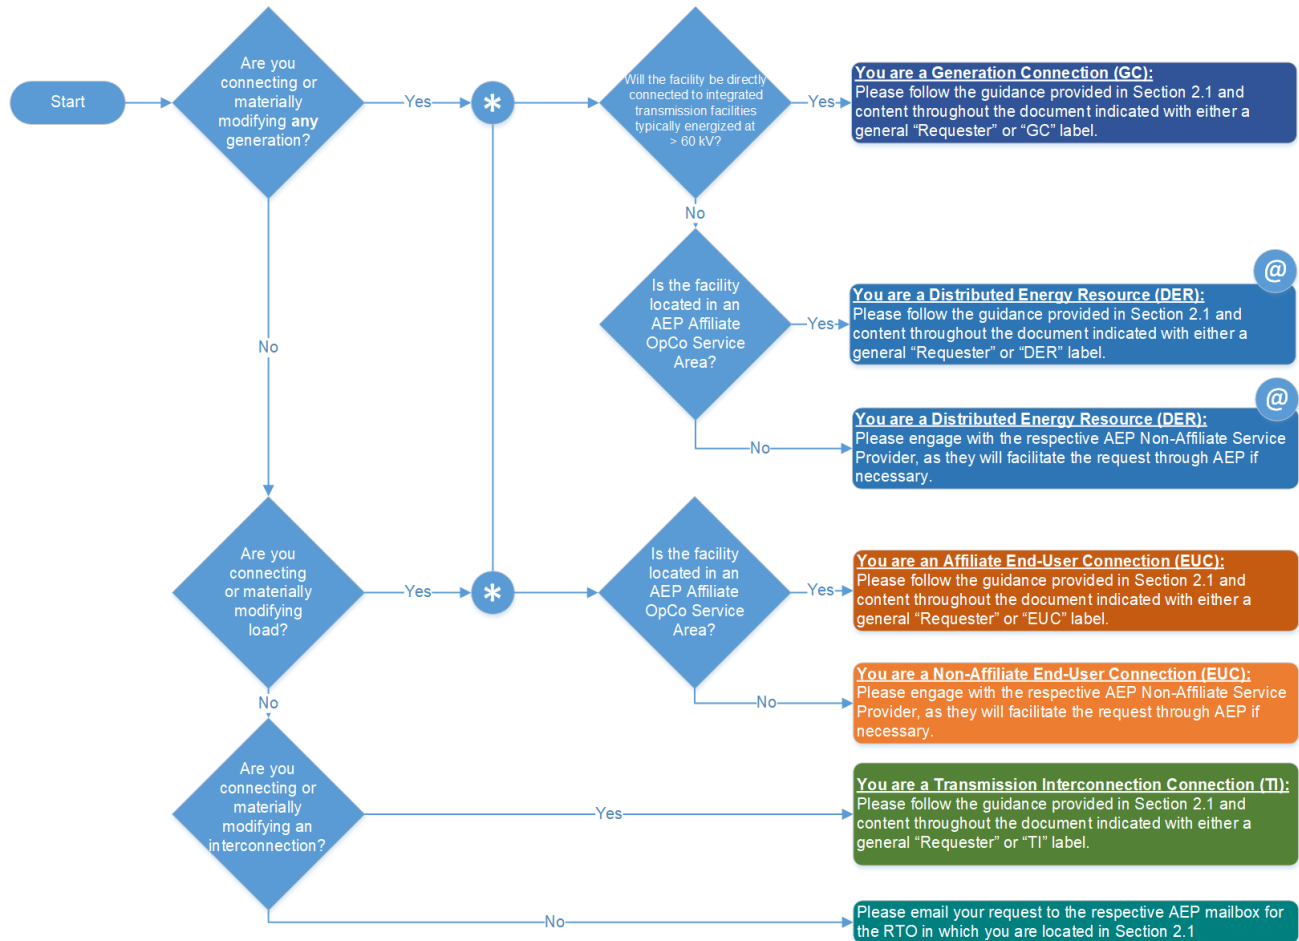 Start
Are you
connecting or
materially
modifying any
generation?
Yes
*
Will the facility be directly
connected to integrated
transmission facilities
typically energized at
> 60 kV?
Yes
You are a Generation Connection (GC):
Please follow the guidance provided in Section 2.1 and
content throughout the document indicated with either a
general “Requester” or “GC” label.
No
Is the facility
located in an
AEP Affiliate
OpCo Service
Area?
Yes
@
You are a Distributed Energy Resource (DER):
Please follow the guidance provided in Section 2.1 and
content throughout the document indicated with either a
general “Requester” or “DER” label.
No
@
You are a Distributed Energy Resource (DER):
Please engage with the respective AEP Non-Affiliate Service
Provider, as they will facilitate the request through AEP if
necessary.
No
Are you
connecting
or materially
modifying
load?
Yes
*
Is the facility
located in an
AEP Affiliate
OpCo Service
Area?
Yes
You are an Affiliate End-User Connection (EUC):
Please follow the guidance provided in Section 2.1 and
content throughout the document indicated with either a
general “Requester” or “EUC” label.
No
You are a Non-Affiliate End-User Connection (EUC):
Please engage with the respective AEP Non-Affiliate Service
Provider, as they will facilitate the request through AEP if
necessary.
No
Are you
connecting or
materially
modifying an
interconnection?
Yes
You are a Transmission Interconnection Connection (TI):
Please follow the guidance provided in Section 2.1 and
content throughout the document indicated with either a
general “Requester” or “TI” label.
No
Please email your request to the respective AEP mailbox for
the RTO in which you are located in Section 2.1